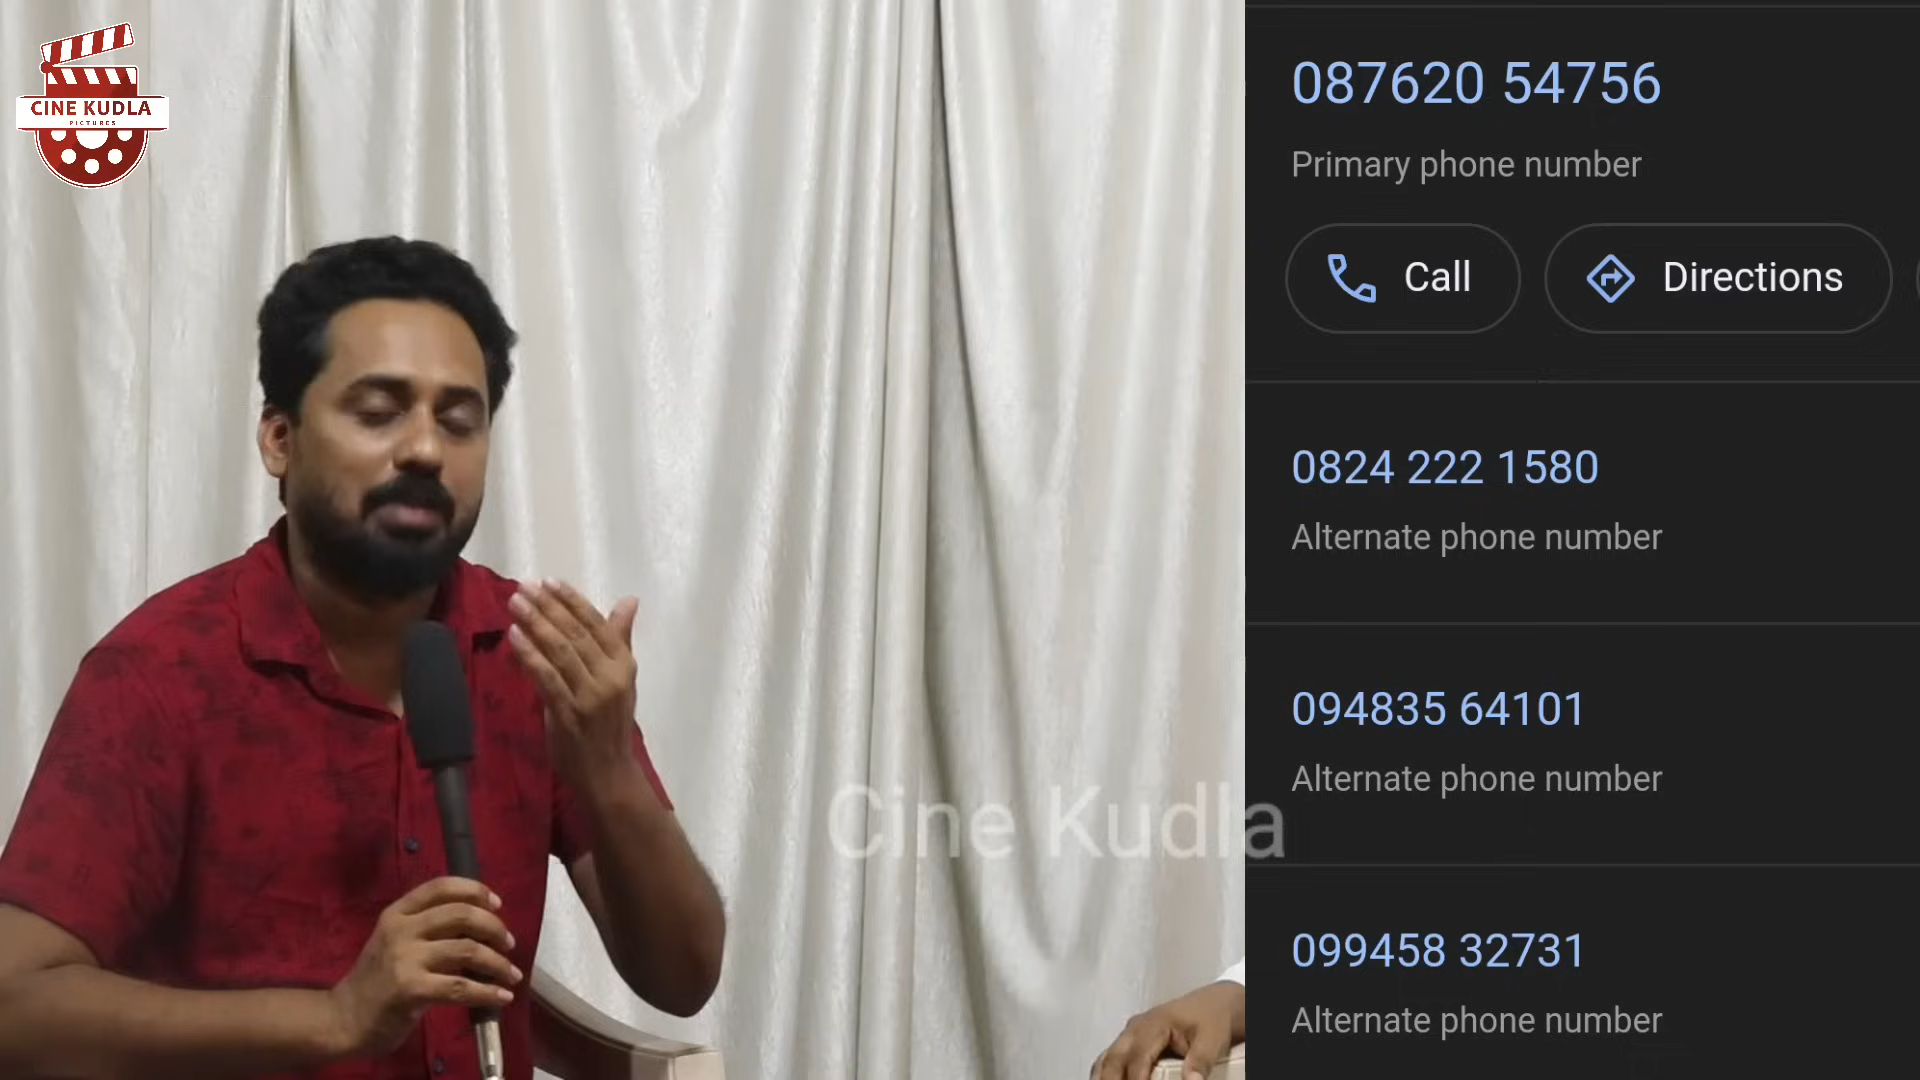 CINE KUDLA
PICTURES
087620 54756
Primary phone number
Call
Directions
0824 222 1580
Alternate phone number
094835 64101
Alternate phone number
Cine Kudla
099458 32731
Alternate phone number